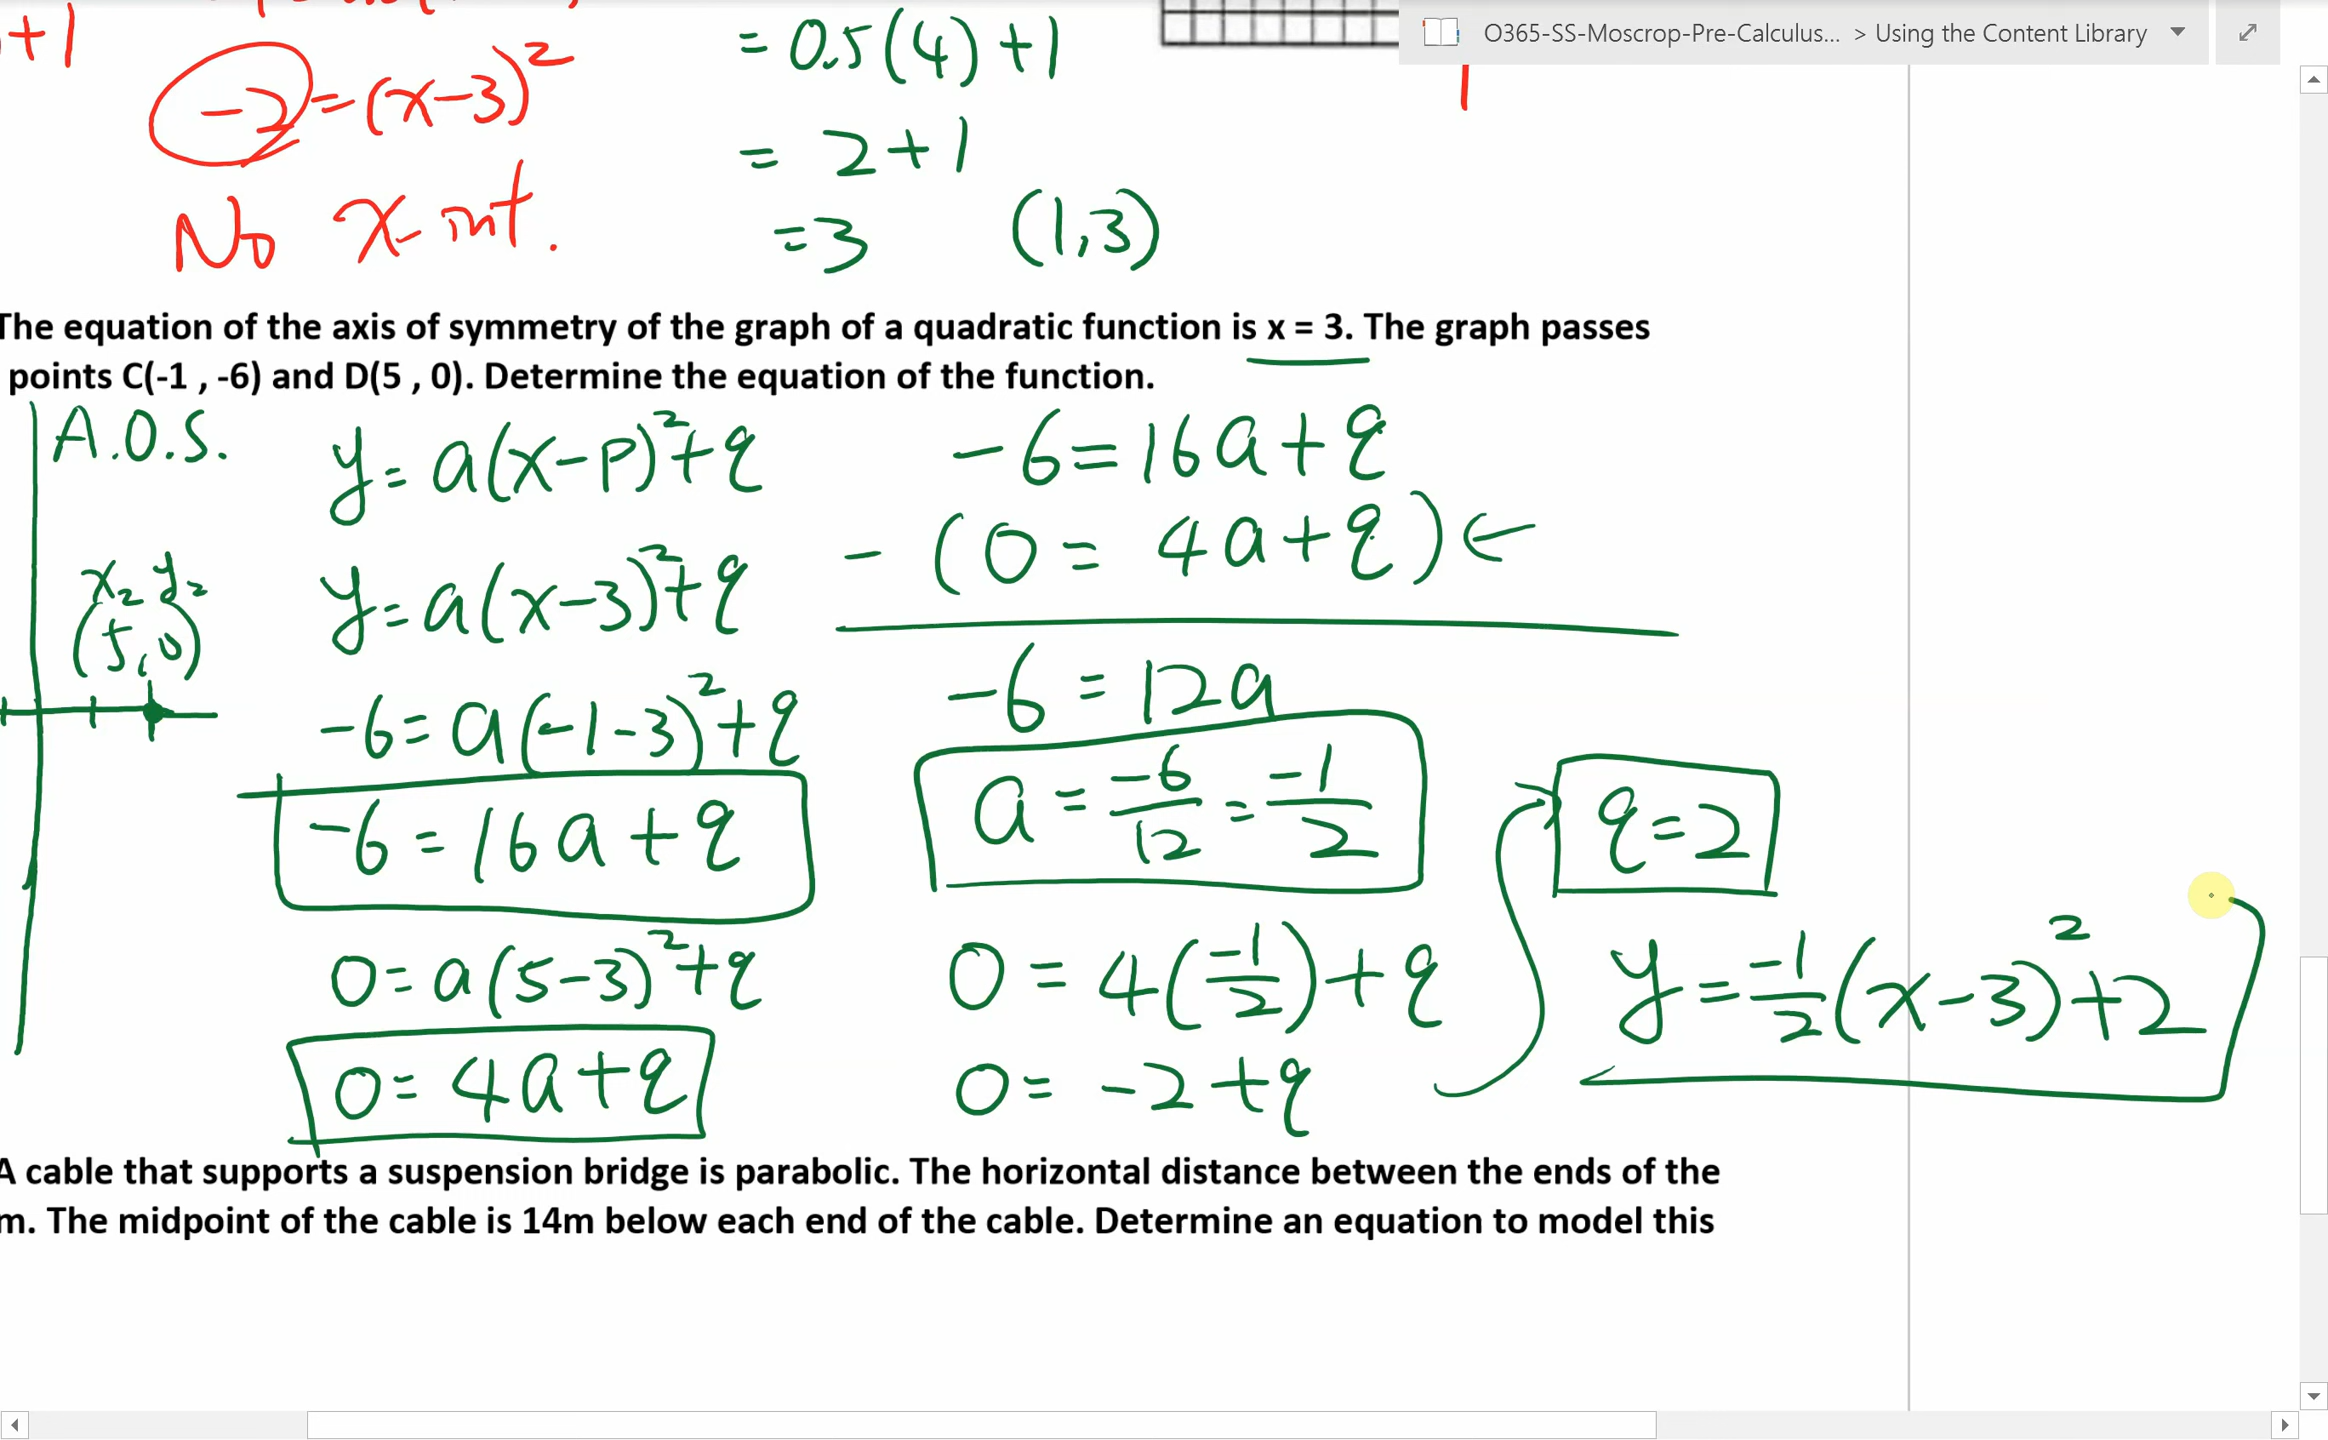 O365-SS-Moscrop-Pre-Calculus... > Using the Content Library
+1
-2 = (x-3)²
No x-int.
= 0.5(4)+1
= 2+1
=3 (1,3)
The equation of the axis of symmetry of the graph of a quadratic function is x = 3. The graph passes
points C(-1 , -6) and D(5 , 0). Determine the equation of the function.
A.O.S.
x₂ y₂
(5,0)
y= a(x-p)²+q
y= a(x-3)²+q
-6= a(-1-3)²+q
-6=16a+q
0= a(5-3)²+q
0= 4a+q
-6=16a+q
-(0= 4a+q)←
-6=12a
a= -6/12 = -1/2
0 = 4(-1/2)+q
0= -2+q
q=2
y= -1/2(x-3)²+2
A cable that supports a suspension bridge is parabolic. The horizontal distance between the ends of the
m. The midpoint of the cable is 14m below each end of the cable. Determine an equation to model this